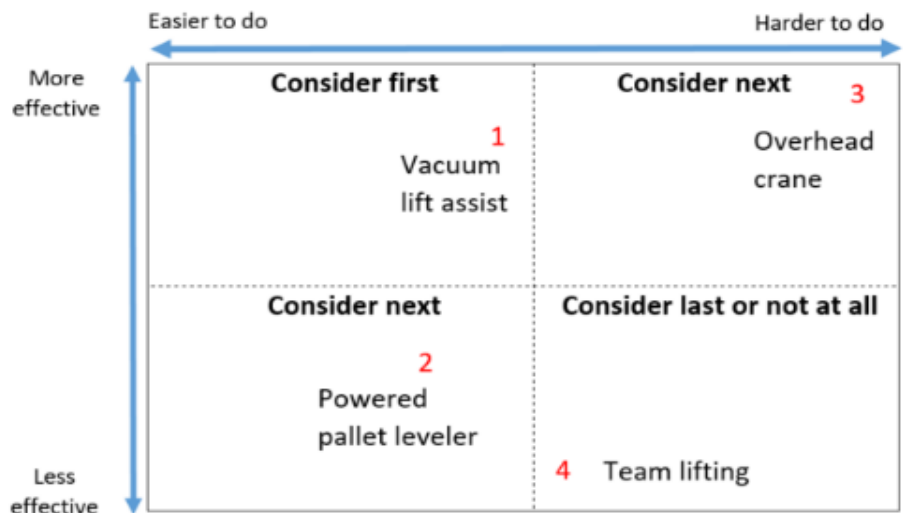 Easier to do
Harder to do
More
effective
Consider first
Consider next
3
1
Overhead
crane
Vacuum
lift assist
Consider next
Consider last or not at all
2
Powered
pallet leveler
4 Team lifting
Less
effective